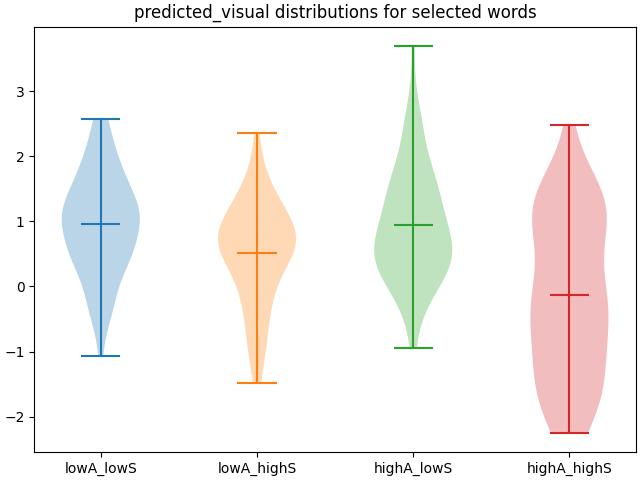 predicted_visual distributions for selected words
3
2
1
0
−1
−2
lowA_lowS
lowA_highS
highA_lowS
highA_highS